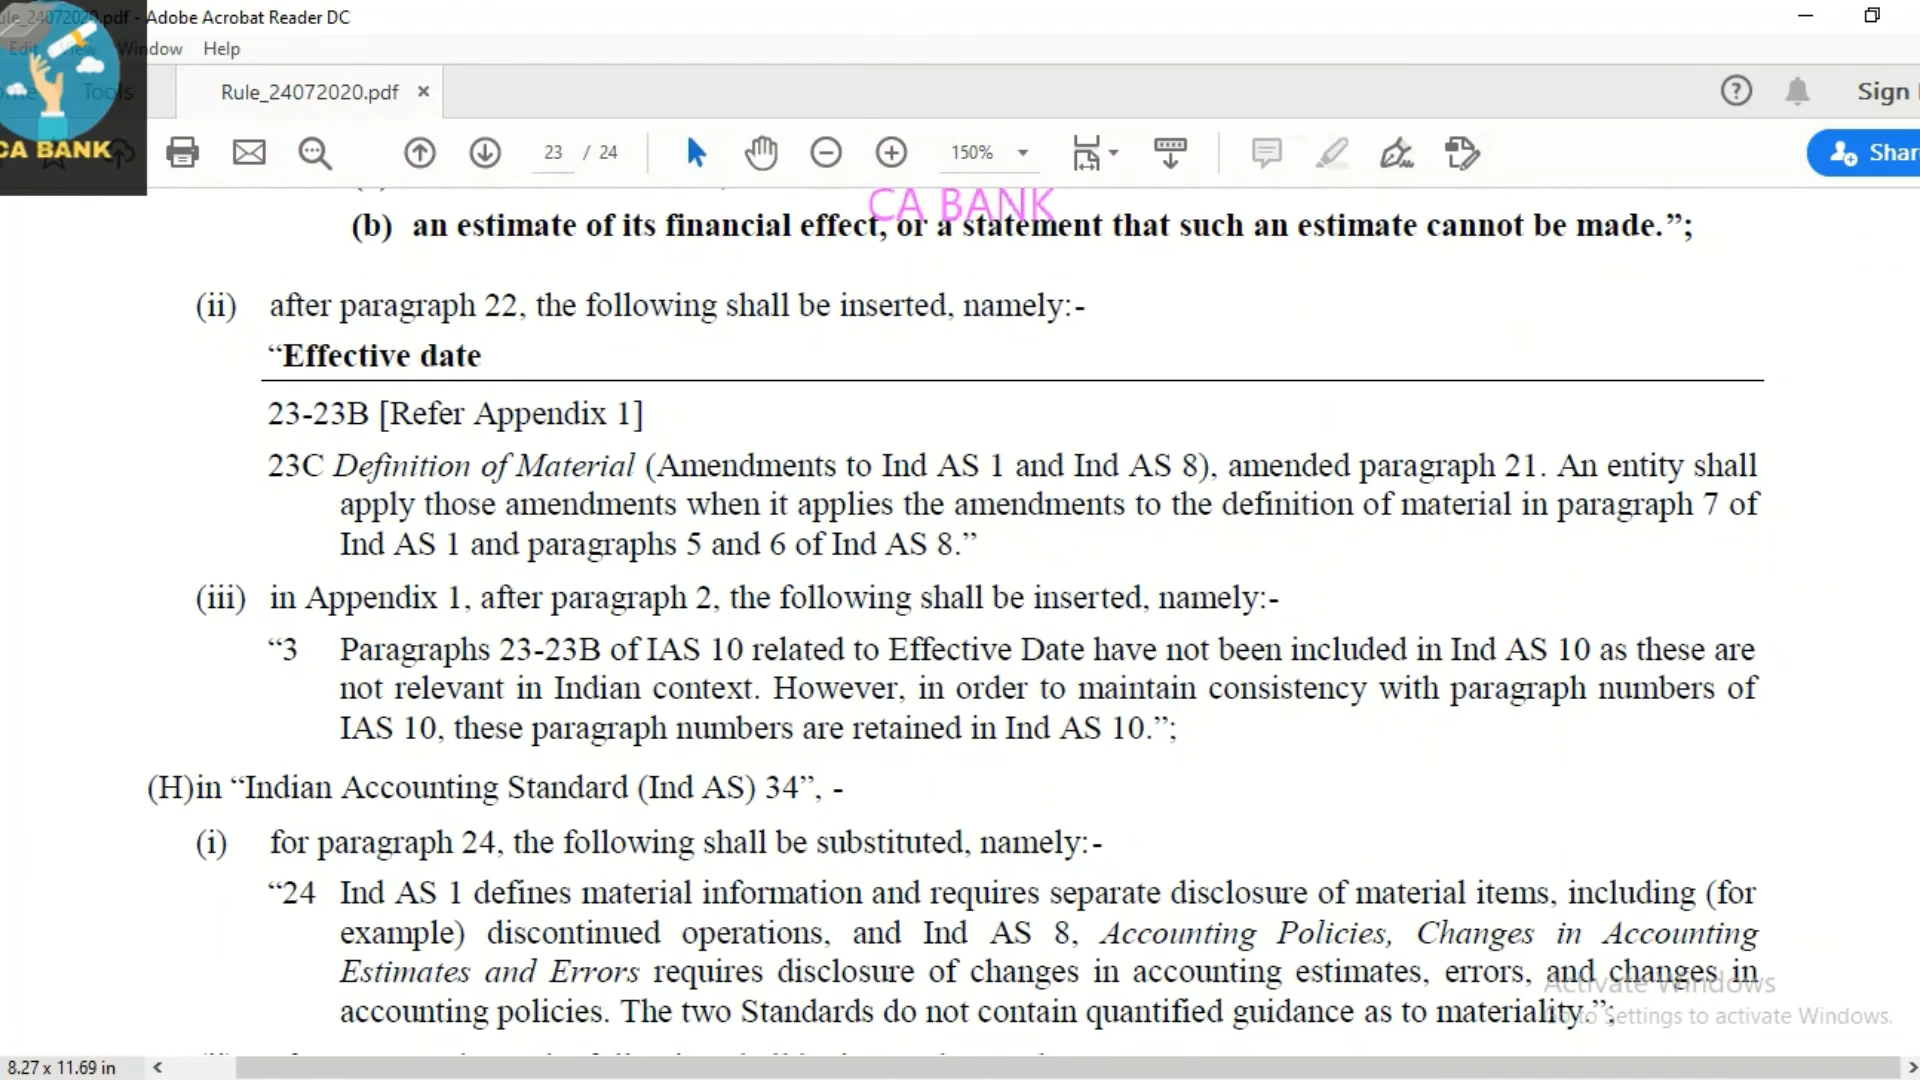 ule_24072020.pdf - Adobe Acrobat Reader DC
Edit View Window Help
ome Tools Rule_24072020.pdf × Sign
CA BANK
23 / 24 150% Shar
CA BANK
(b) an estimate of its financial effect, or a statement that such an estimate cannot be made.”;
(ii) after paragraph 22, the following shall be inserted, namely:-
“Effective date
23-23B [Refer Appendix 1]
23C Definition of Material (Amendments to Ind AS 1 and Ind AS 8), amended paragraph 21. An entity shall
apply those amendments when it applies the amendments to the definition of material in paragraph 7 of
Ind AS 1 and paragraphs 5 and 6 of Ind AS 8.”
(iii) in Appendix 1, after paragraph 2, the following shall be inserted, namely:-
“3 Paragraphs 23-23B of IAS 10 related to Effective Date have not been included in Ind AS 10 as these are
not relevant in Indian context. However, in order to maintain consistency with paragraph numbers of
IAS 10, these paragraph numbers are retained in Ind AS 10.”;
(H)in “Indian Accounting Standard (Ind AS) 34”, -
(i) for paragraph 24, the following shall be substituted, namely:-
“24 Ind AS 1 defines material information and requires separate disclosure of material items, including (for
example) discontinued operations, and Ind AS 8, Accounting Policies, Changes in Accounting
Estimates and Errors requires disclosure of changes in accounting estimates, errors, and changes in
accounting policies. The two Standards do not contain quantified guidance as to materiality.”;
Activate Windows
Go to Settings to activate Windows.
8.27 x 11.69 in